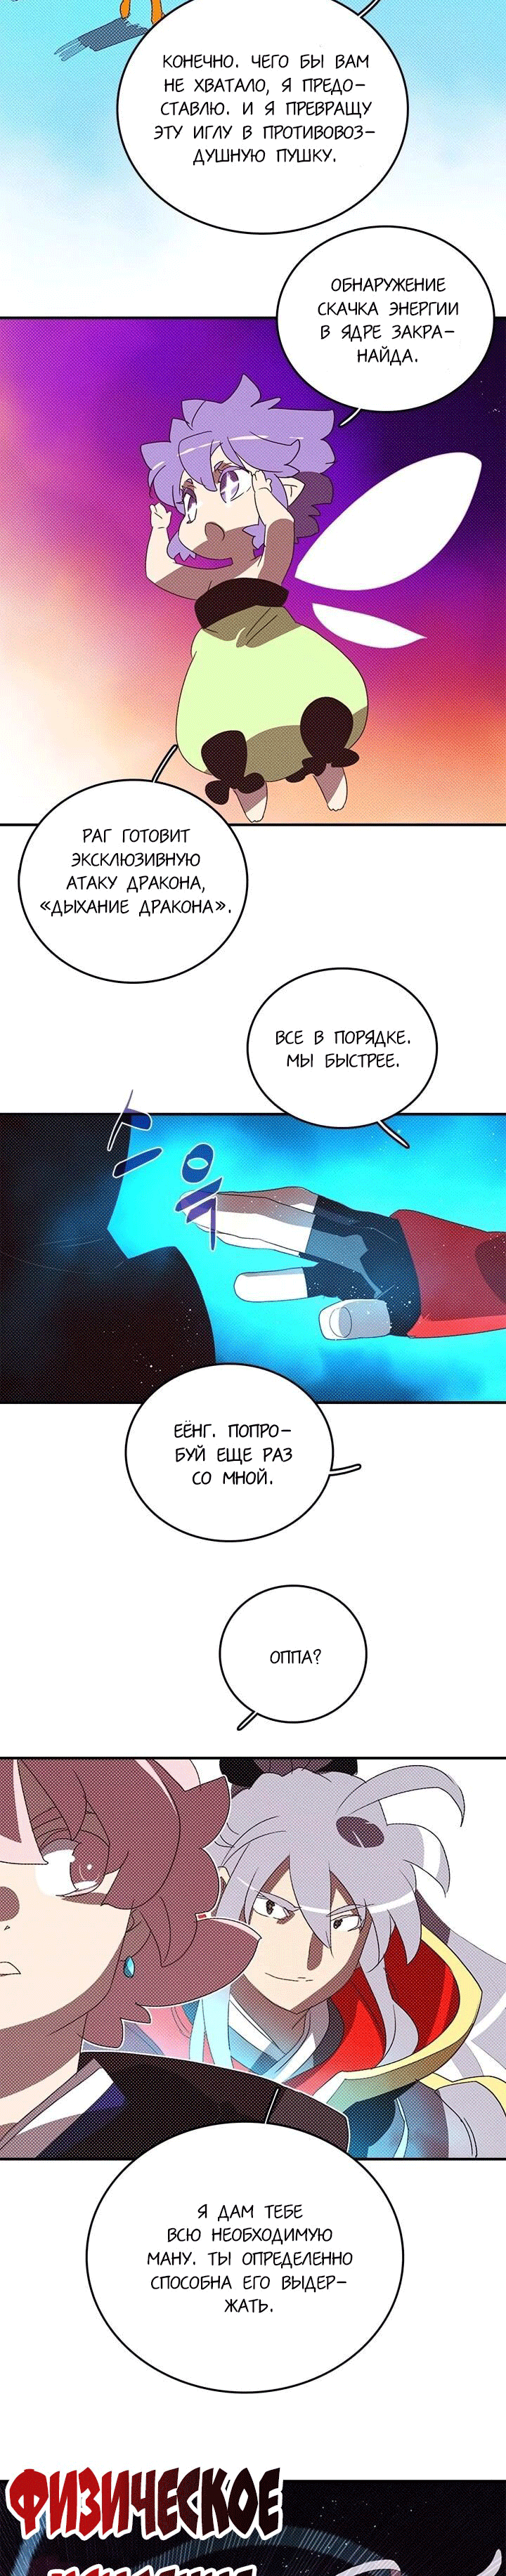 КОНЕЧНО. ЧЕГО БЫ ВАМ
НЕ ХВАТАЛО, Я ПРЕДО-
СТАВЛЮ. И Я ПРЕВРАЩУ
ЭТУ ИГЛУ В ПРОТИВОВОЗ-
ДУШНУЮ ПУШКУ.
ОБНАРУЖЕНИЕ
СКАЧКА ЭНЕРГИИ
В ЯДРЕ ЗАКРА-
НАЙДА.
РАГ ГОТОВИТ
ЭКСКЛЮЗИВНУЮ
АТАКУ ДРАКОНА,
«ДЫХАНИЕ ДРАКОНА».
ВСЕ В ПОРЯДКЕ.
МЫ БЫСТРЕЕ.
ЕЁНГ. ПОПРО-
БУЙ ЕЩЕ РАЗ
СО МНОЙ.
ОППА?
Я ДАМ ТЕБЕ
ВСЮ НЕОБХОДИМУЮ
МАНУ. ТЫ ОПРЕДЕЛЕННО
СПОСОБНА ЕГО ВЫДЕР-
ЖАТЬ.
ФИЗИЧЕСКОЕ